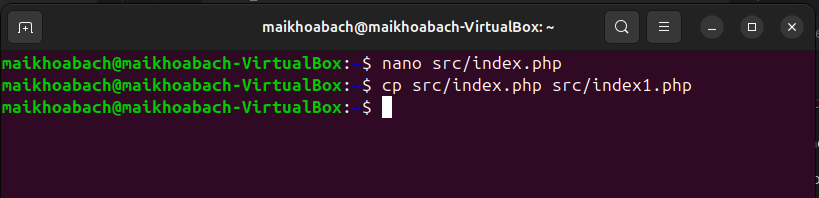 maikhoabach@maikhoabach-VirtualBox: ~
maikhoabach@maikhoabach-VirtualBox:~$ nano src/index.php
maikhoabach@maikhoabach-VirtualBox:~$ cp src/index.php src/index1.php
maikhoabach@maikhoabach-VirtualBox:~$